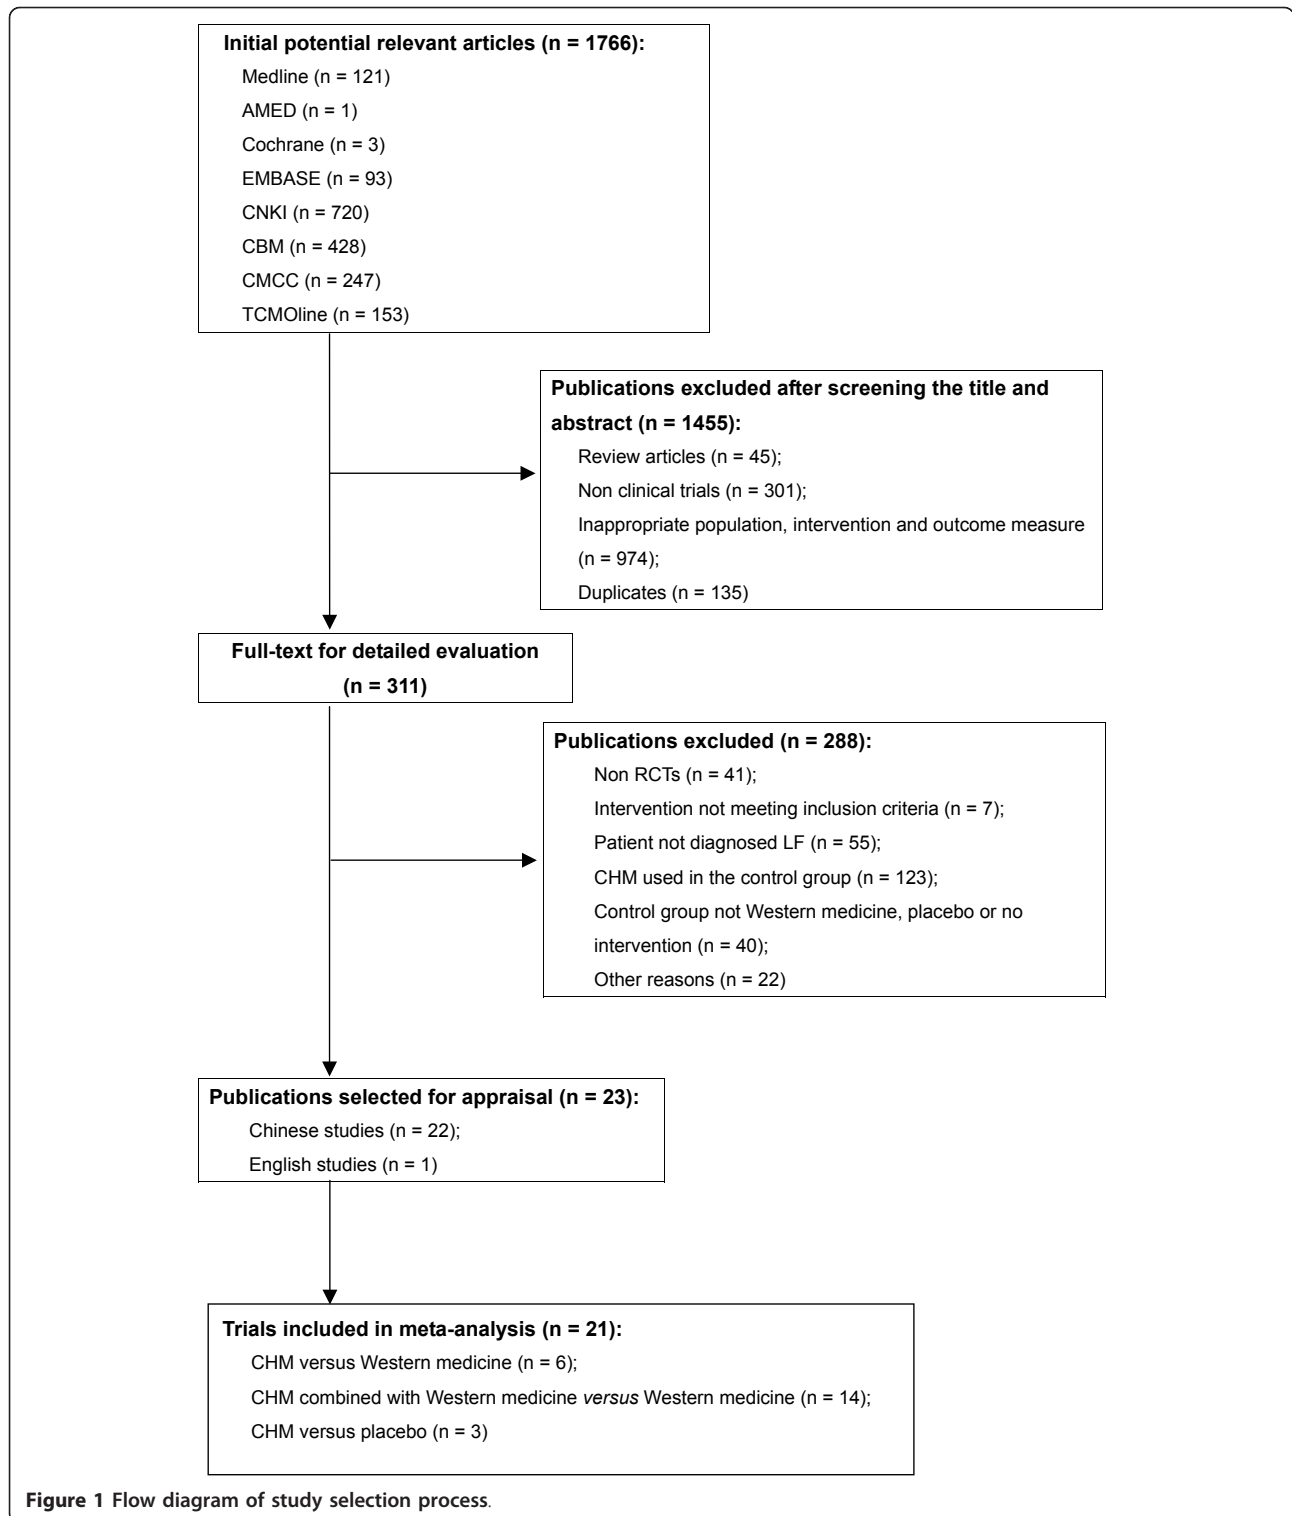 Initial potential relevant articles (n = 1766):
Medline (n = 121)
AMED (n = 1)
Cochrane (n = 3)
EMBASE (n = 93)
CNKI (n = 720)
CBM (n = 428)
CMCC (n = 247)
TCMOline (n = 153)
Publications excluded after screening the title and
abstract (n = 1455):
Review articles (n = 45);
Non clinical trials (n = 301);
Inappropriate population, intervention and outcome measure
(n = 974);
Duplicates (n = 135)
Full-text for detailed evaluation
(n = 311)
Publications excluded (n = 288):
Non RCTs (n = 41);
Intervention not meeting inclusion criteria (n = 7);
Patient not diagnosed LF (n = 55);
CHM used in the control group (n = 123);
Control group not Western medicine, placebo or no
intervention (n = 40);
Other reasons (n = 22)
Publications selected for appraisal (n = 23):
Chinese studies (n = 22);
English studies (n = 1)
Trials included in meta-analysis (n = 21):
CHM versus Western medicine (n = 6);
CHM combined with Western medicine versus Western medicine (n = 14);
CHM versus placebo (n = 3)
Figure 1 Flow diagram of study selection process.